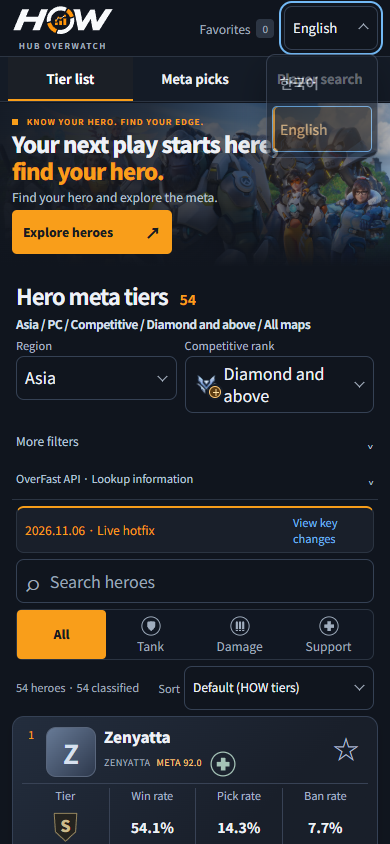 HOW
HUB OVERWATCH
Favorites 0
English
Tier list
Meta picks
Player search
한국어
English
KNOW YOUR HERO. FIND YOUR EDGE.
Your next play starts here,
find your hero.
Find your hero and explore the meta.
Explore heroes ↗
Hero meta tiers 54
Asia / PC / Competitive / Diamond and above / All maps
Region
Competitive rank
Asia
Diamond and
above
More filters
OverFast API · Lookup information
2026.11.06 · Live hotfix
View key
changes
Search heroes
All
Tank
Damage
Support
54 heroes · 54 classified
Sort
Default (HOW tiers)
1
Z
Zenyatta
ZENYATTA META 92.0
Tier
Win rate
Pick rate
Ban rate
S
54.1%
14.3%
7.7%